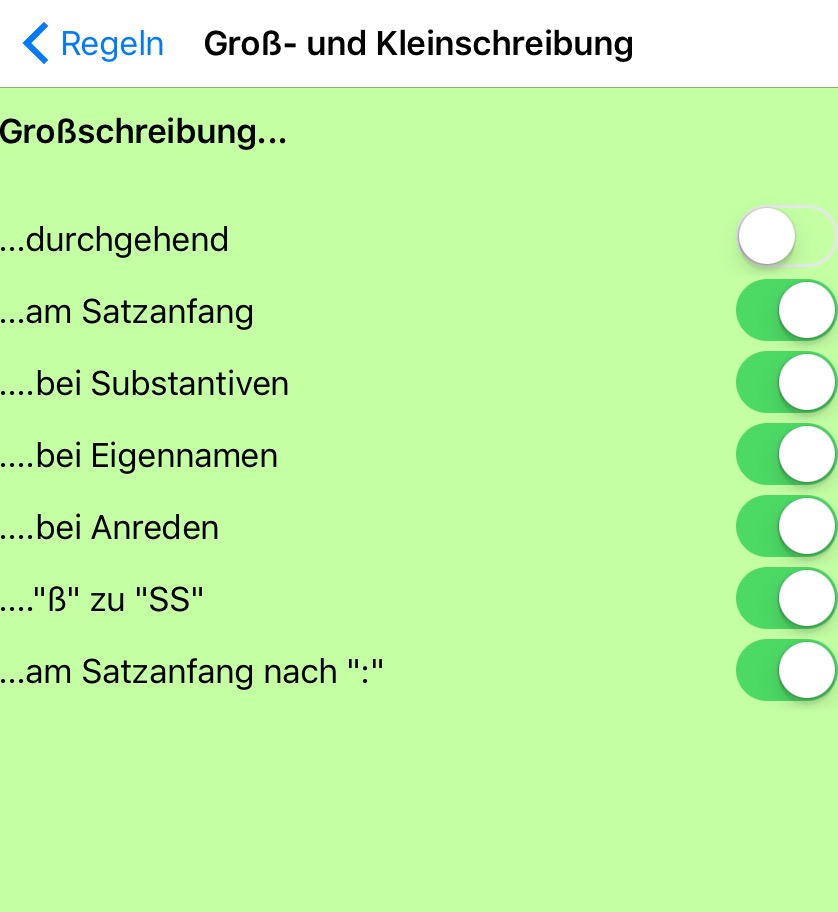 Regeln Groß- und Kleinschreibung
Großschreibung...
...durchgehend
...am Satzanfang
....bei Substantiven
....bei Eigennamen
....bei Anreden
...."ß" zu "SS"
...am Satzanfang nach ":"